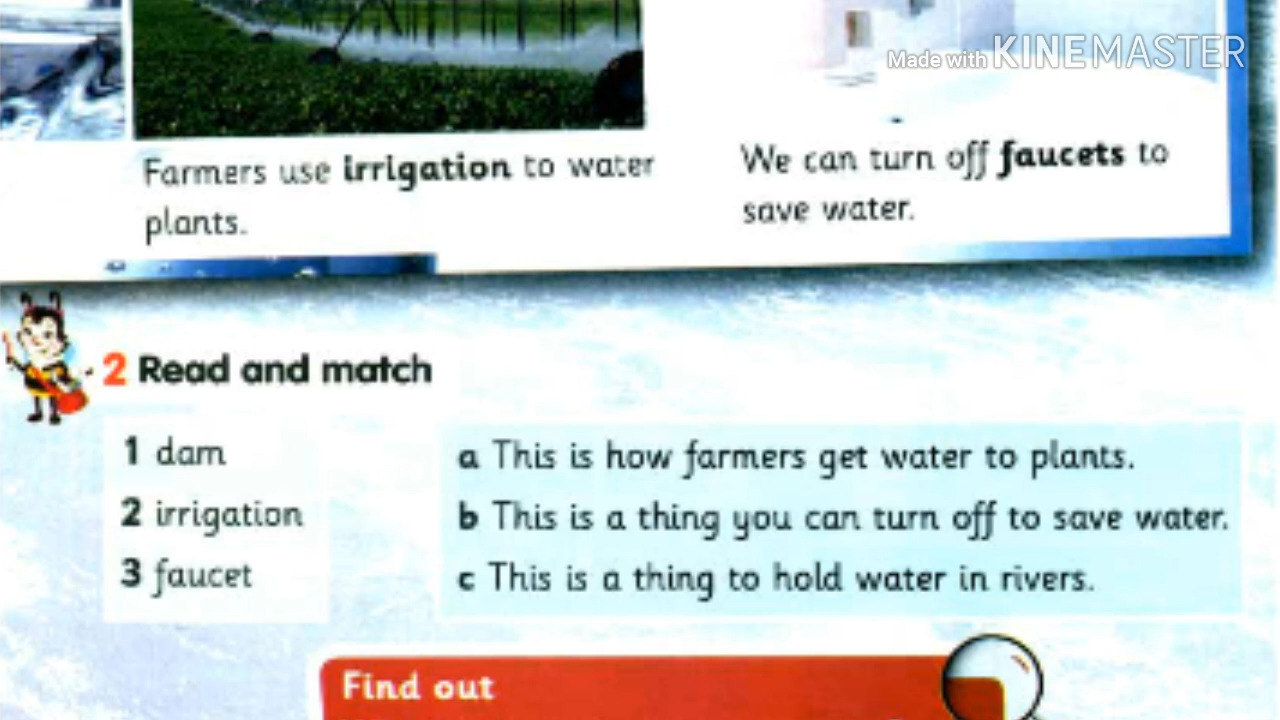 Made with KINEMASTER
Farmers use irrigation to water
plants.
We can turn off faucets to
save water.
2 Read and match
1 dam
2 irrigation
3 faucet
a This is how farmers get water to plants.
b This is a thing you can turn off to save water.
c This is a thing to hold water in rivers.
Find out